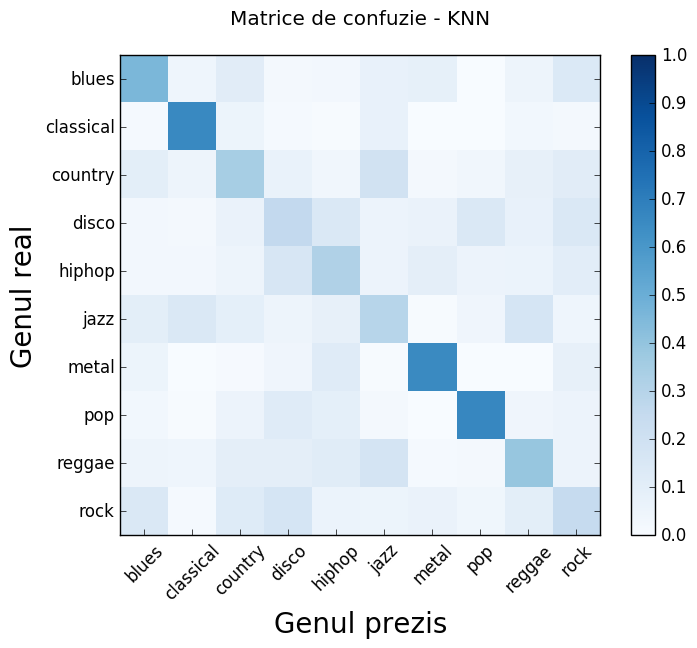 Matrice de confuzie - KNN
Genul real
blues
classical
country
disco
hiphop
jazz
metal
pop
reggae
rock
blues
classical
country
disco
hiphop
jazz
metal
pop
reggae
rock
Genul prezis
1.0
0.9
0.8
0.7
0.6
0.5
0.4
0.3
0.2
0.1
0.0